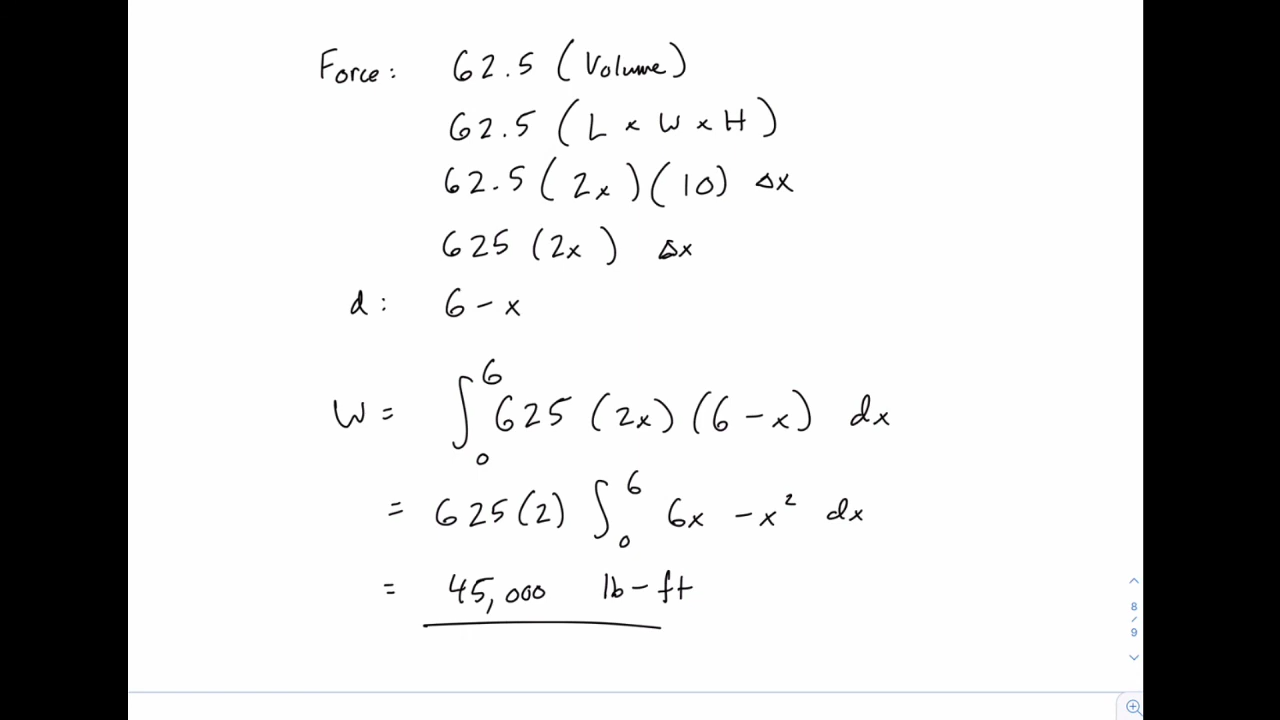 Force: 62.5 (Volume)
62.5 (L × W × H)
62.5 (2x)(10) Δx
625 (2x) Δx
d: 6 - x
W = ∫₀⁶ 625 (2x) (6 - x) dx
= 625(2) ∫₀⁶ 6x - x² dx
= 45,000 lb-ft
8
/
9